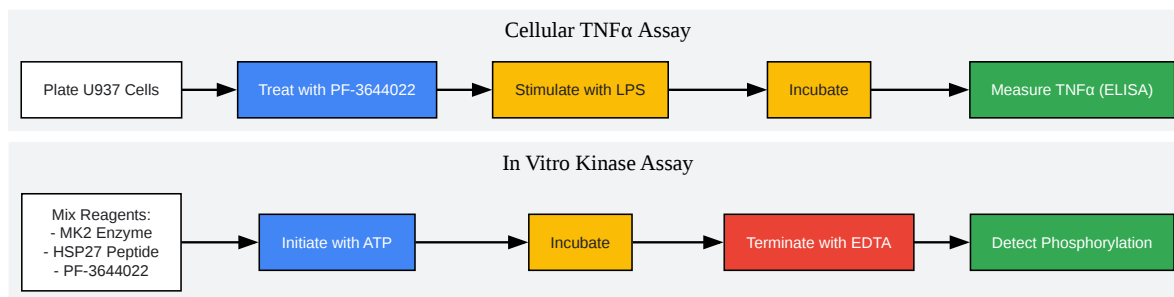 Cellular TNFα Assay
Plate U937 Cells
Treat with PF-3644022
Stimulate with LPS
Incubate
Measure TNFα (ELISA)
In Vitro Kinase Assay
Mix Reagents:
- MK2 Enzyme
- HSP27 Peptide
- PF-3644022
Initiate with ATP
Incubate
Terminate with EDTA
Detect Phosphorylation